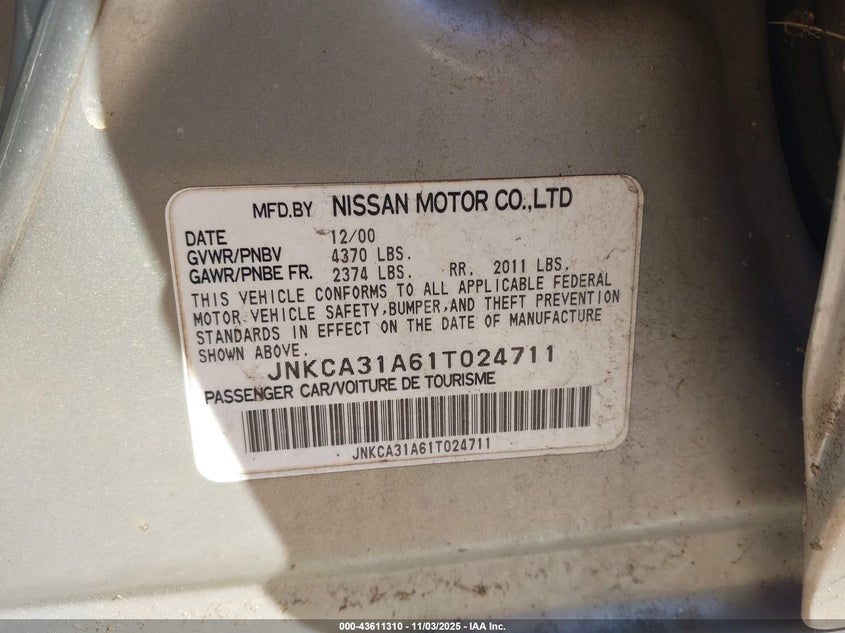 MFD.BY NISSAN MOTOR CO.,LTD
DATE 12/00
GVWR/PNBV 4370 LBS.
GAWR/PNBE FR. 2374 LBS. RR. 2011 LBS.
THIS VEHICLE CONFORMS TO ALL APPLICABLE FEDERAL
MOTOR VEHICLE SAFETY,BUMPER,AND THEFT PREVENTION
STANDARDS IN EFFECT ON THE DATE OF MANUFACTURE
SHOWN ABOVE.
JNKCA31A61T024711
PASSENGER CAR/VOITURE DE TOURISME
JNKCA31A61T024711
000-43611310 - 11/03/2025 - IAA Inc.